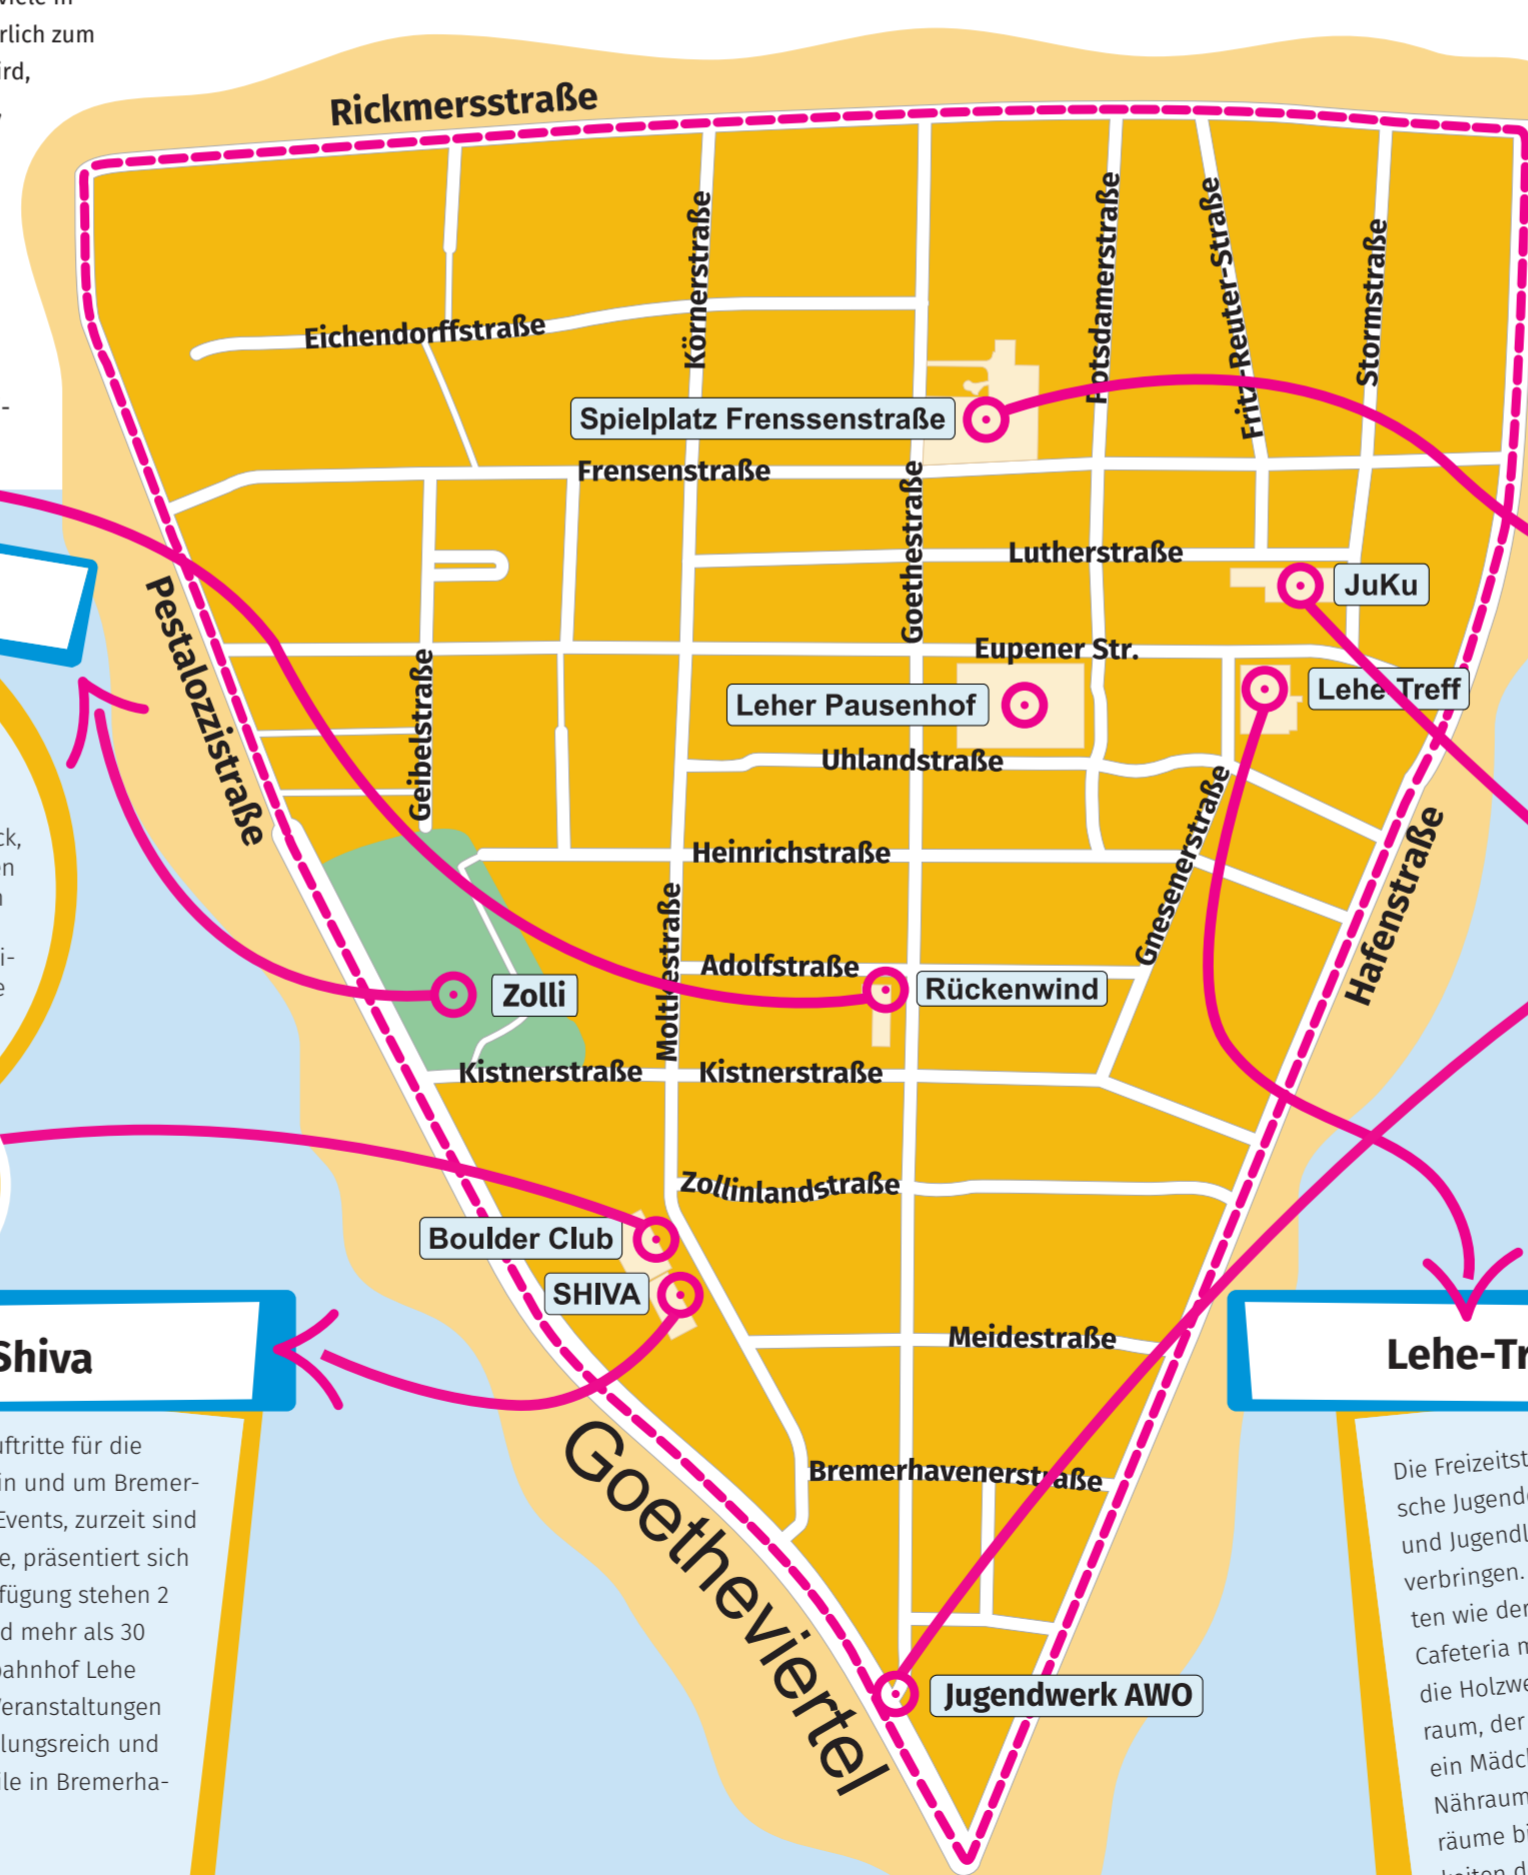 rlich zum
ird,
Rickmersstraße
Körnerstraße
Potsdamerstraße
Fritz-Reuter-Straße
Stormstraße
Eichendorffstraße
Spielplatz Frenssenstraße
Frensenstraße
Goethestraße
Lutherstraße
JuKu
Pestalozzistraße
Geibelstraße
Eupener Str.
Lehe-Treff
Leher Pausenhof
Uhlandstraße
Gnesenerstraße
Hafenstraße
ck,
en
Heinrichstraße
Moltkestraße
Adolfstraße
i-
e
Zolli
Rückenwind
Kistnerstraße
Kistnerstraße
Zollinlandstraße
Boulder Club
SHIVA
Meidestraße
Shiva
Lehe-Tr
Goetheviertel
Bremerhavenerstraße
Jugendwerk AWO
uftritte für die
in und um Bremer-
Events, zurzeit sind
e, präsentiert sich
fügung stehen 2
d mehr als 30
bahnhof Lehe
Veranstaltungen
lungsreich und
ile in Bremerha-
Die Freizeitst
sche Jugend
und Jugendl
verbringen.
ten wie der
Cafeteria m
die Holzwe
raum, der
ein Mädch
Nähraum
räume bi